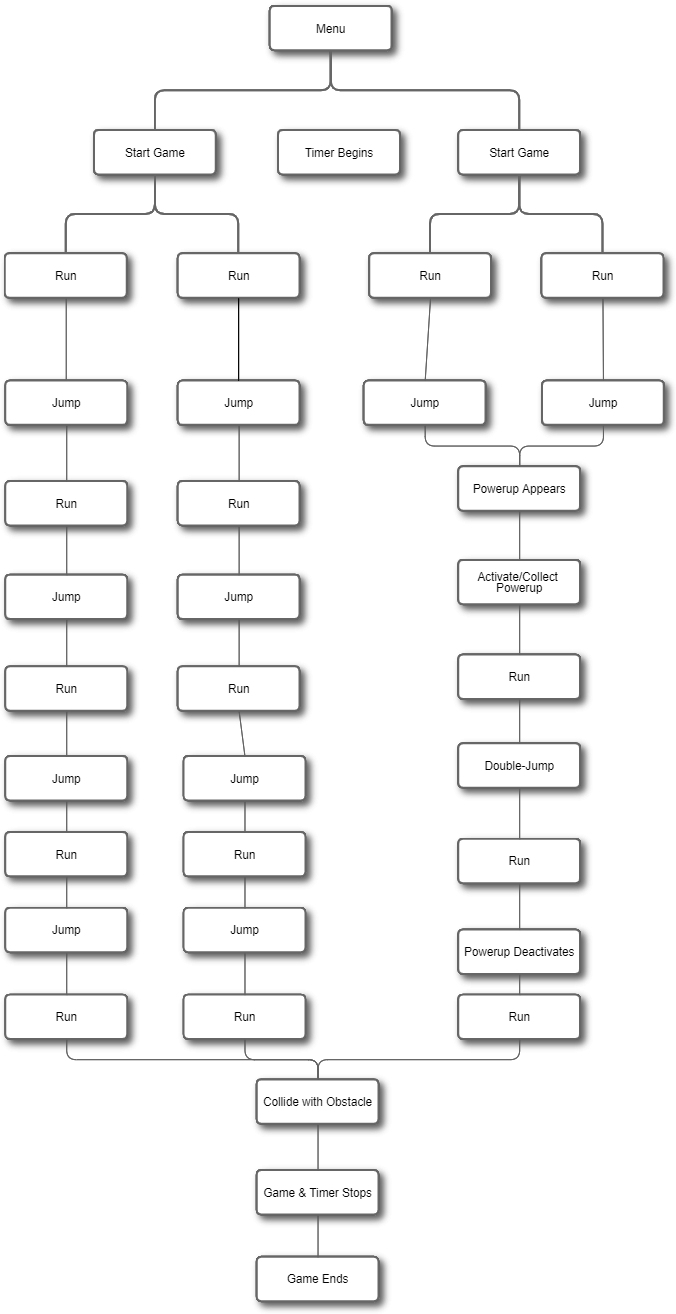 Menu
Start Game
Timer Begins
Start Game
Run
Run
Run
Run
Jump
Jump
Jump
Jump
Powerup Appears
Run
Run
Activate/Collect
Powerup
Jump
Jump
Run
Run
Run
Double-Jump
Jump
Jump
Run
Run
Run
Jump
Jump
Powerup Deactivates
Run
Run
Run
Collide with Obstacle
Game & Timer Stops
Game Ends